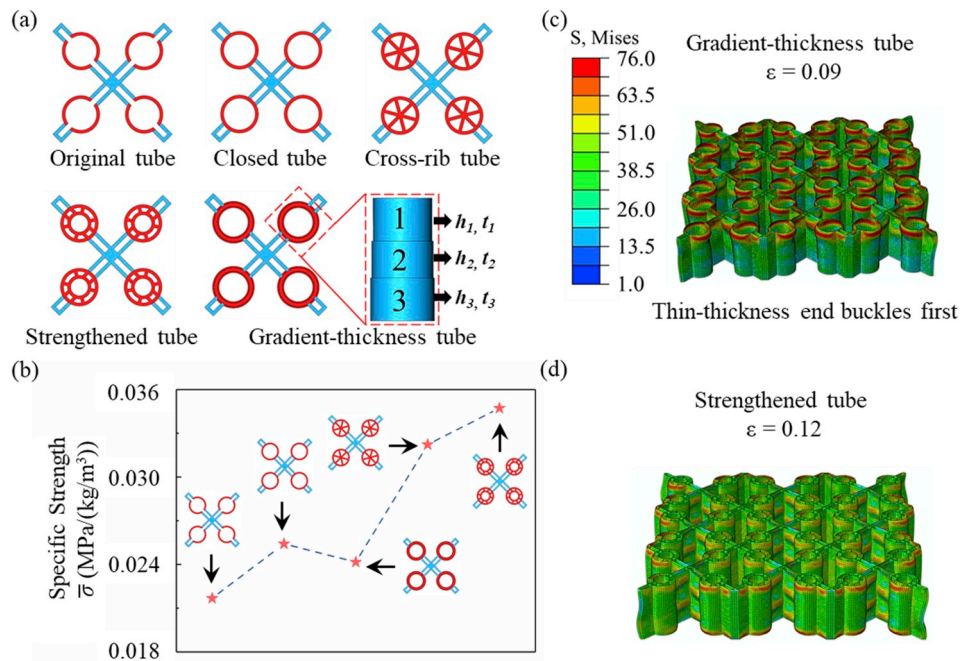 (a)
Original tube
Closed tube
Cross-rib tube
Strengthened tube
Gradient-thickness tube
1
2
3
h₁, t₁
h₂, t₂
h₃, t₃
(b)
Specific Strength
σ̅ (MPa/(kg/m³)
0.036
0.030
0.024
0.018
(c)
S, Mises
76.0
63.5
51.0
38.5
26.0
13.5
1.0
Gradient-thickness tube
ε = 0.09
Thin-thickness end buckles first
(d)
Strengthened tube
ε = 0.12